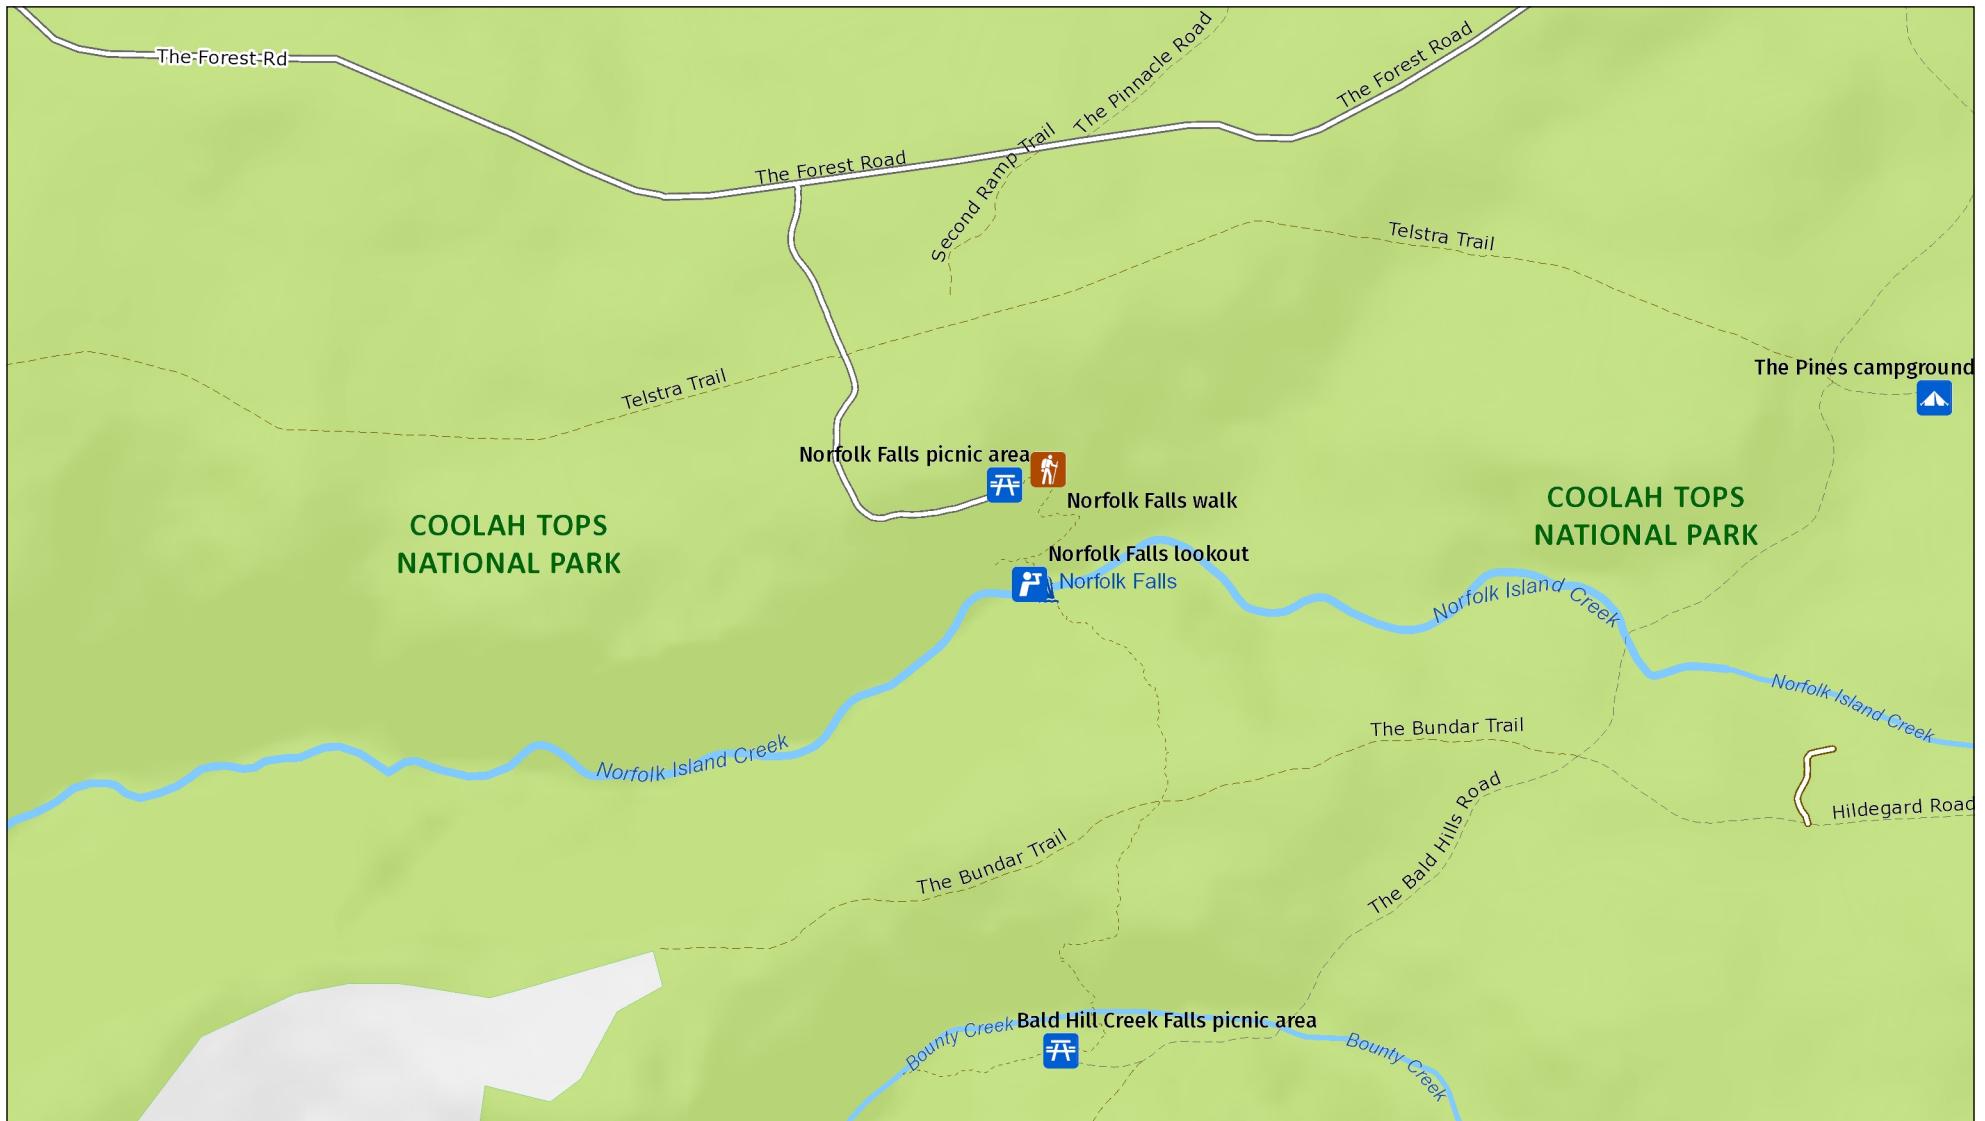 The Forest Rd
The Pinnacle Road
The Forest Road
The Forest Road
Second Ramp Trail
Telstra Trail
Telstra Trail
The Pines campground
Norfolk Falls picnic area
Norfolk Falls walk
COOLAH TOPS
NATIONAL PARK
COOLAH TOPS
NATIONAL PARK
Norfolk Falls lookout
Norfolk Falls
Norfolk Island Creek
Norfolk Island Creek
Norfolk Island Creek
The Bundar Trail
The Bald Hills Road
Hildegard Road
The Bundar Trail
Bounty Creek
Bald Hill Creek Falls picnic area
Bounty Creek